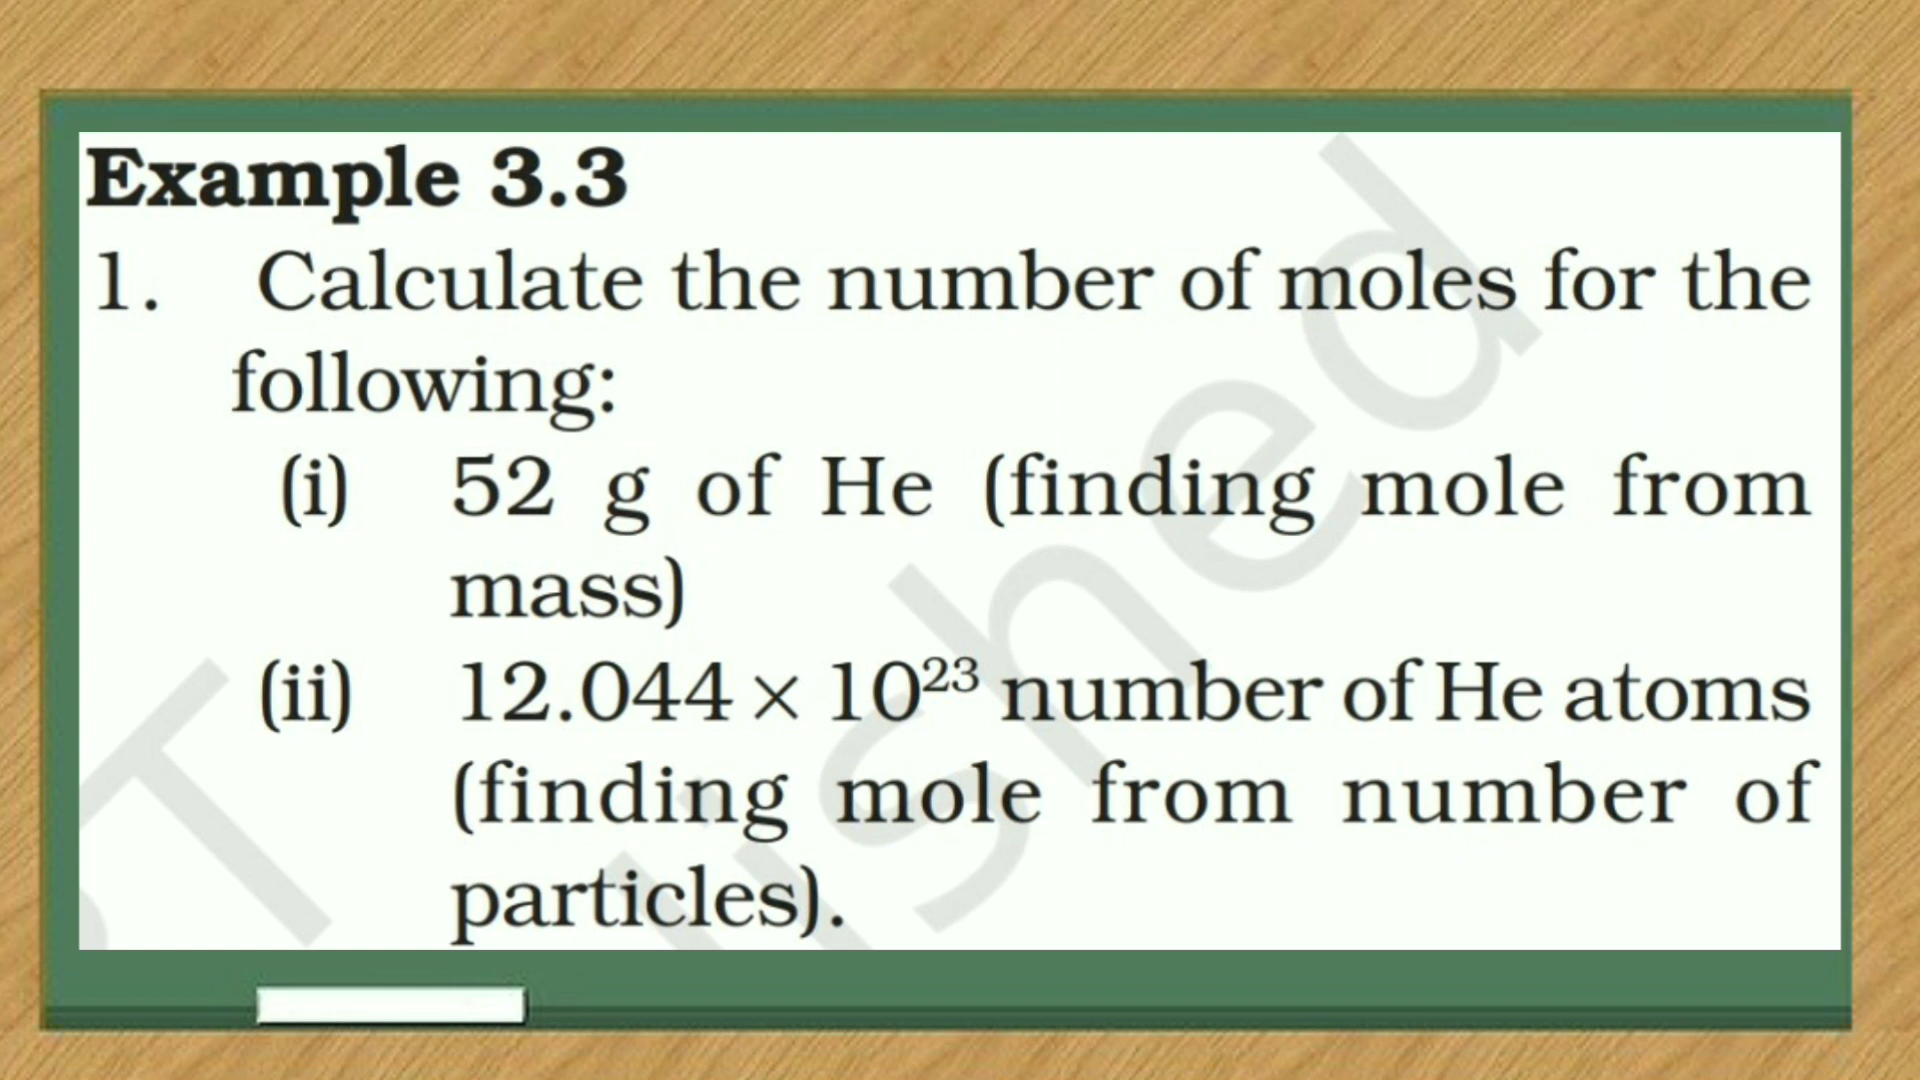 Example 3.3
1. Calculate the number of moles for the
following:
(i) 52 g of He (finding mole from
mass)
(ii) 12.044 × 10²³ number of He atoms
(finding mole from number of
particles).